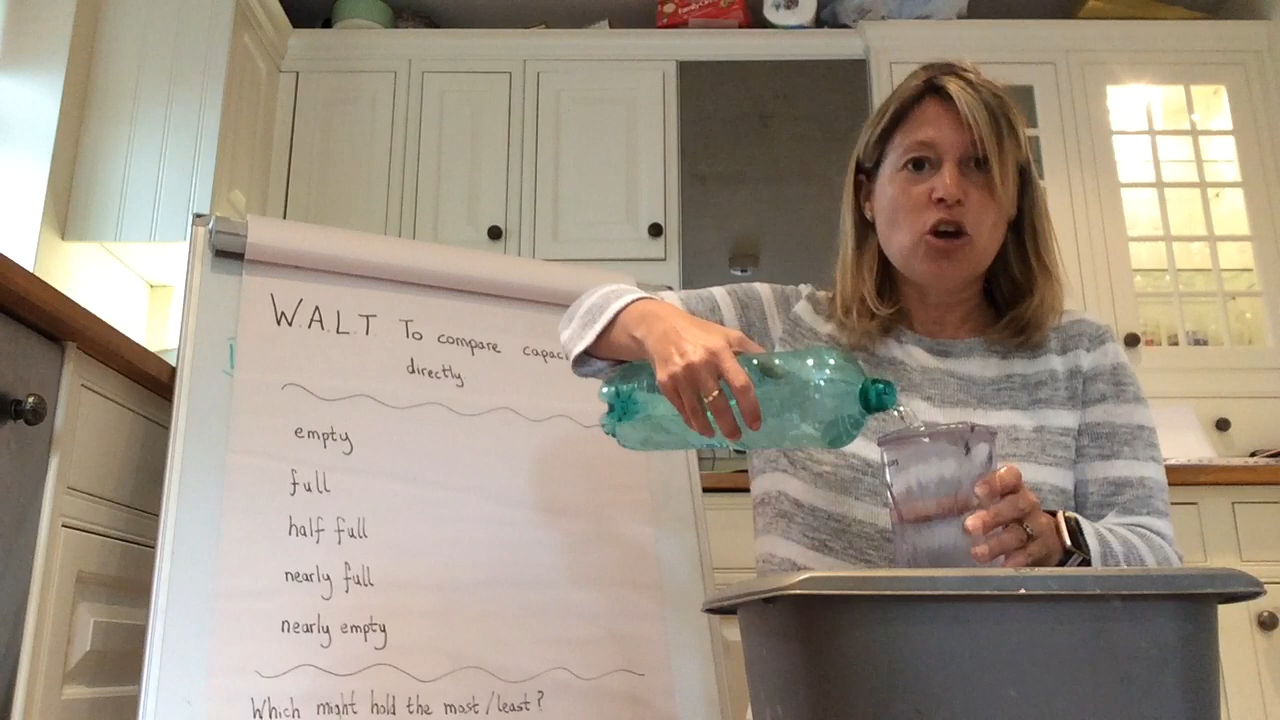 W.A.L.T To compare
directly
empty
full
half full
nearly full
nearly empty
Which might hold the most/least?